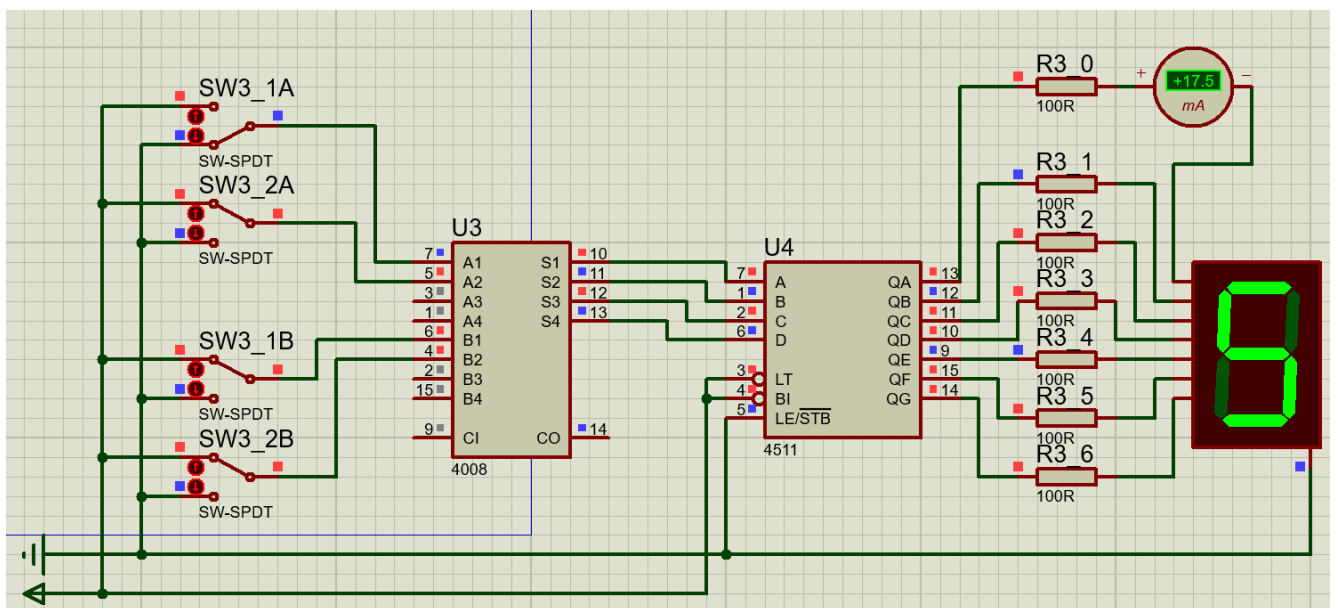 SW3_1A
SW-SPDT
SW3_2A
SW-SPDT
SW3_1B
SW-SPDT
SW3_2B
SW-SPDT
U3
7 A1 S1 10
5 A2 S2 11
3 A3 S3 12
1 A4 S4 13
6 B1
4 B2
2 B3
15 B4
9 CI CO 14
4008
U4
7 A QA 13
1 B QB 12
2 C QC 11
6 D QD 10
QE 9
3 LT QF 15
4 BI QG 14
5 LE/STB
4511
R3_0
100R
+ +17.5 −
mA
R3_1
100R
R3_2
100R
R3_3
100R
R3_4
100R
R3_5
100R
R3_6
100R
5